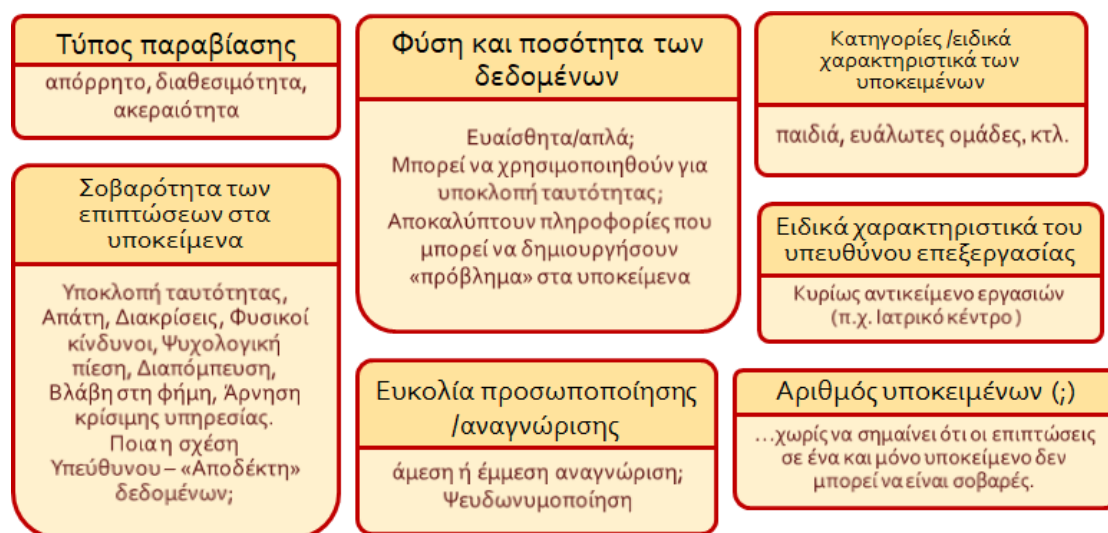 Τύπος παραβίασης
απόρρητο, διαθεσιμότητα,
ακεραιότητα
Σοβαρότητα των
επιπτώσεων στα
υποκείμενα
Υποκλοπή ταυτότητας,
Απάτη, Διακρίσεις, Φυσικοί
κίνδυνοι, Ψυχολογική
πίεση, Διαπόμπευση,
Βλάβη στη φήμη, Άρνηση
κρίσιμης υπηρεσίας.
Ποια η σχέση
Υπεύθυνου – «Αποδέκτη»
δεδομένων;
Φύση και ποσότητα των
δεδομένων
Ευαίσθητα/απλά;
Μπορεί να χρησιμοποιηθούν για
υποκλοπή ταυτότητας;
Αποκαλύπτουν πληροφορίες που
μπορεί να δημιουργήσουν
«πρόβλημα» στα υποκείμενα
Ευκολία προσωποποίησης
/αναγνώρισης
άμεση ή έμμεση αναγνώριση;
Ψευδωνυμοποίηση
Κατηγορίες /ειδικά
χαρακτηριστικά των
υποκειμένων
παιδιά, ευάλωτες ομάδες, κτλ.
Ειδικά χαρακτηριστικά του
υπευθύνου επεξεργασίας
Κυρίως αντικείμενο εργασιών
(π.χ. Ιατρικό κέντρο)
Αριθμός υποκειμένων (;)
…χωρίς να σημαίνει ότι οι επιπτώσεις
σε ένα και μόνο υποκείμενο δεν
μπορεί να είναι σοβαρές.